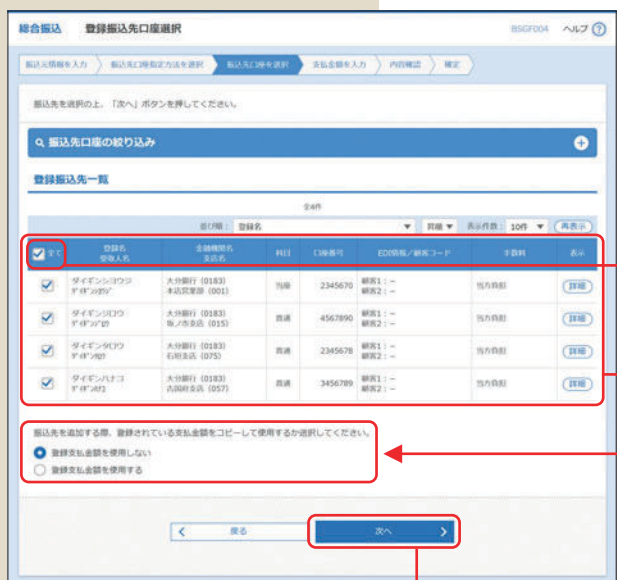 総合振込 登録振込先口座選択 BSGF004 ヘルプ ?
振込元情報を入力 振込先口座指定方法を選択 振込先口座を選択 支払金額を入力 内容確認 確定
振込先を選択の上、「次へ」ボタンを押してください。
振込先口座の絞り込み
登録振込先一覧
全4件
並び順： 登録名 昇順 表示件数： 10件 再表示
全て 登録名 受取人名 金融機関名 支店名 科目 口座番号 EDI情報／顧客コード 手数料 表示
ダイギンショウジ 大分銀行 (0183) 当座 2345670 顧客1：－ 当方負担 詳細
本店営業部 (001) 顧客2：－
ダイギンジロウ 大分銀行 (0183) 普通 4567890 顧客1：－ 当方負担 詳細
坂ノ市支店 (015) 顧客2：－
ダイギンタロウ 大分銀行 (0183) 普通 2345678 顧客1：－ 当方負担 詳細
石垣支店 (075) 顧客2：－
ダイギンハナコ 大分銀行 (0183) 普通 3456789 顧客1：－ 当方負担 詳細
古国府支店 (057) 顧客2：－
振込先を追加する際、登録されている支払金額をコピーして使用するか選択してください。
登録支払金額を使用しない
登録支払金額を使用する
戻る 次へ